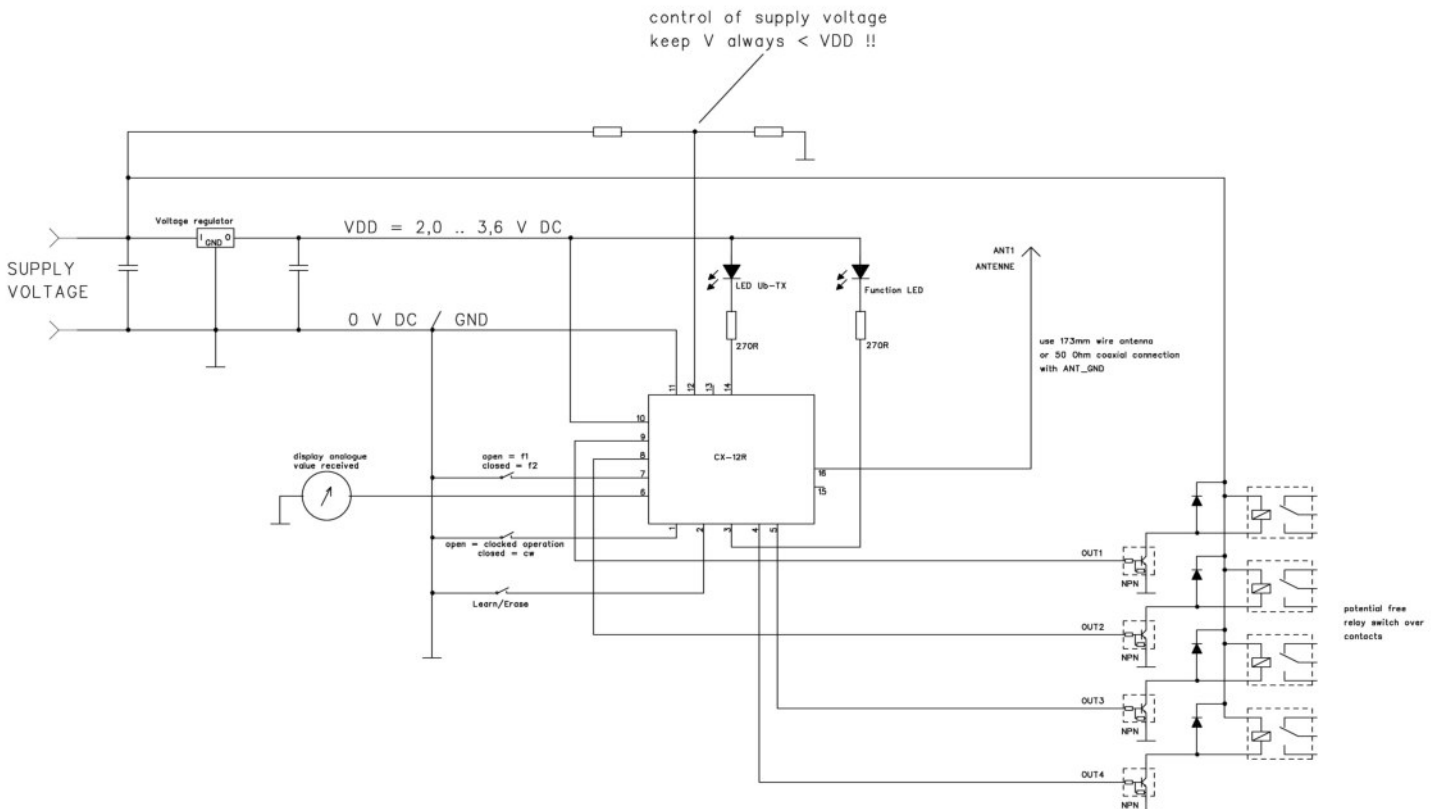 control of supply voltage
keep V always < VDD !!
Voltage regulator
I
O
GND
VDD = 2,0 .. 3,6 V DC
SUPPLY
VOLTAGE
0 V DC / GND
LED Ub-TX
Function LED
270R
270R
ANT1
ANTENNE
use 173mm wire antenna
or 50 Ohm coaxial connection
with ANT_GND
11
12
13
14
10
9
8
7
6
CX-12R
16
15
1
2
3
4
5
display analogue
value received
open = f1
closed = f2
open = clocked operation
closed = cw
Learn/Erase
OUT1
NPN
OUT2
NPN
OUT3
NPN
OUT4
NPN
potential free
relay switch over
contacts